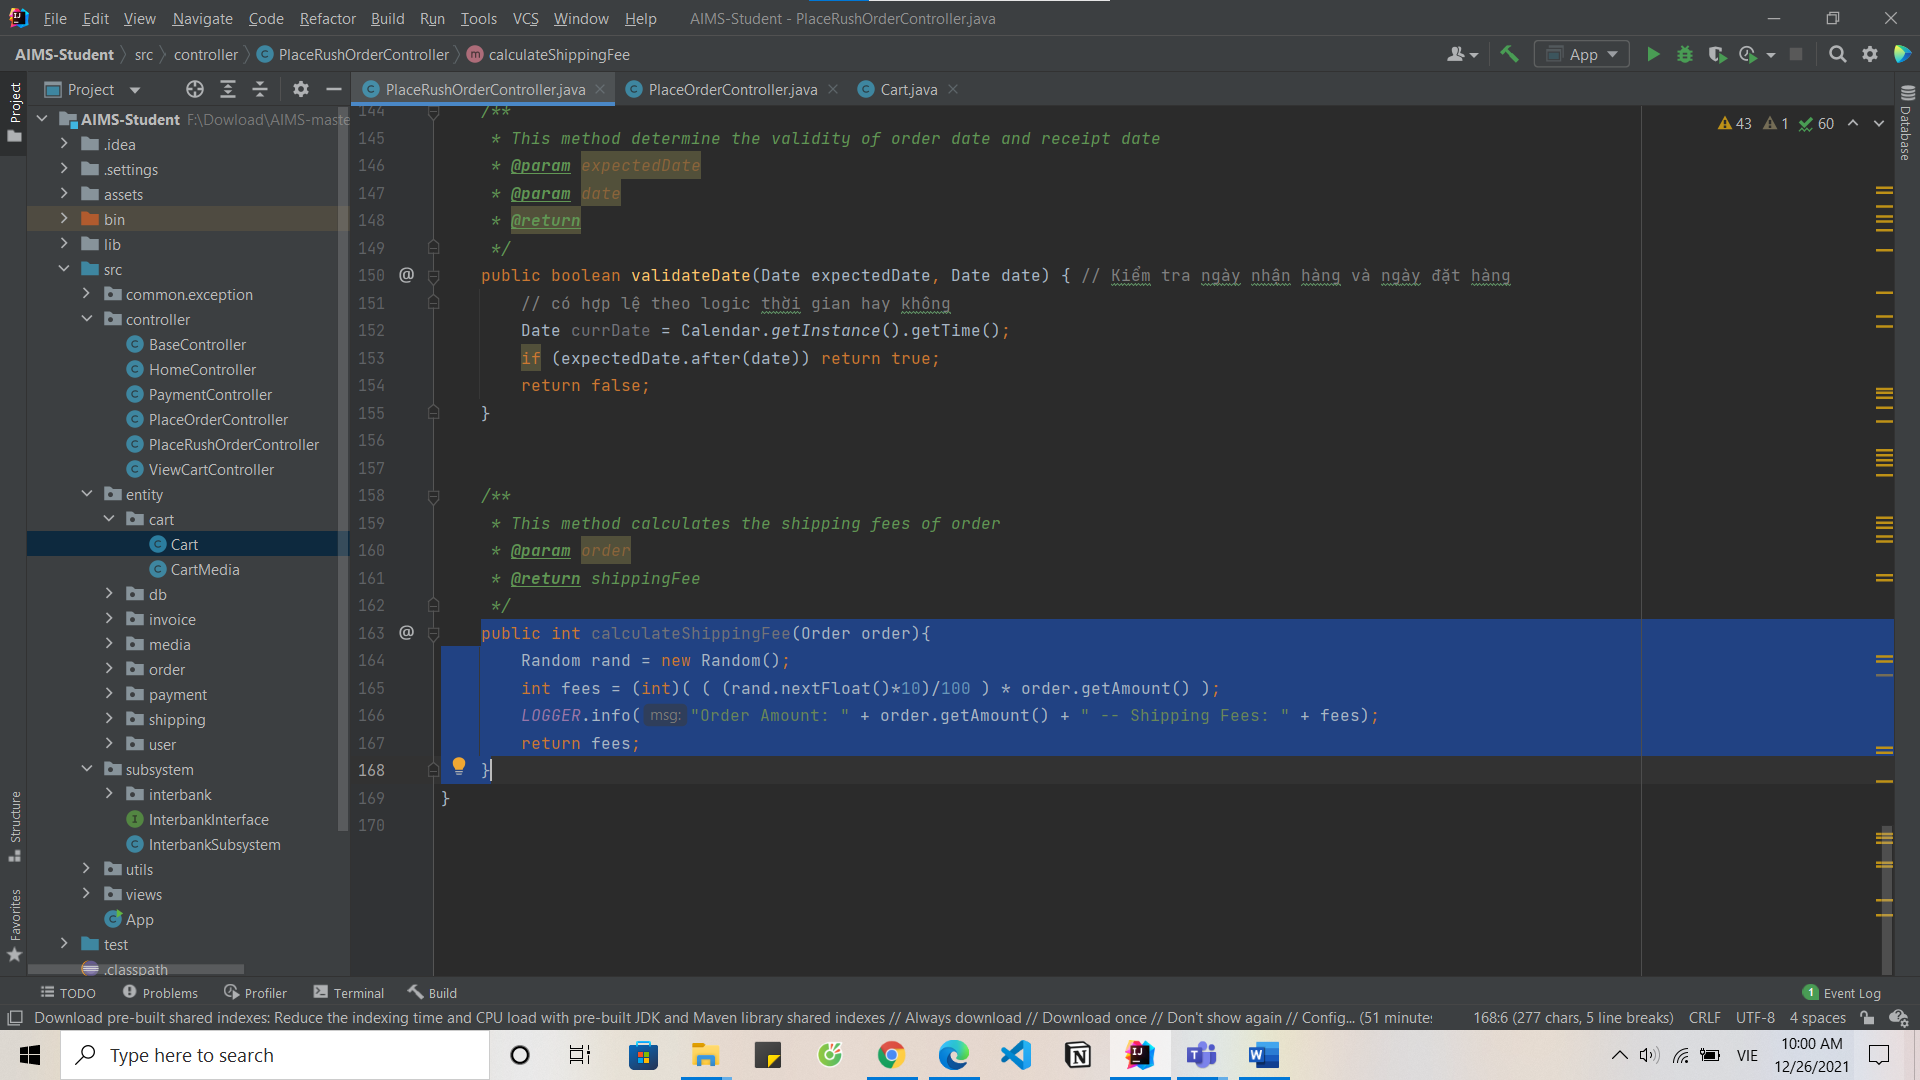 File Edit View Navigate Code Refactor Build Run Tools VCS Window Help AIMS-Student - PlaceRushOrderController.java
AIMS-Student src controller PlaceRushOrderController calculateShippingFee App
Project
PlaceRushOrderController.java PlaceOrderController.java Cart.java
Project
AIMS-Student F:\Dowload\AIMS-maste
.idea
.settings
assets
bin
lib
src
common.exception
controller
BaseController
HomeController
PaymentController
PlaceOrderController
PlaceRushOrderController
ViewCartController
entity
cart
Cart
CartMedia
db
invoice
media
order
payment
shipping
user
subsystem
interbank
InterbankInterface
InterbankSubsystem
utils
views
App
test
.classpath
Structure
Favorites
Database
43 1 60
144 /**
145 * This method determine the validity of order date and receipt date
146 * @param expectedDate
147 * @param date
148 * @return
149 */
150 @ public boolean validateDate(Date expectedDate, Date date) { // Kiểm tra ngày nhận hàng và ngày đặt hàng
151 // có hợp lệ theo logic thời gian hay không
152 Date currDate = Calendar.getInstance().getTime();
153 if (expectedDate.after(date)) return true;
154 return false;
155 }
156
157
158 /**
159 * This method calculates the shipping fees of order
160 * @param order
161 * @return shippingFee
162 */
163 @ public int calculateShippingFee(Order order){
164 Random rand = new Random();
165 int fees = (int)( ( (rand.nextFloat()*10)/100 ) * order.getAmount() );
166 LOGGER.info( msg: "Order Amount: " + order.getAmount() + " -- Shipping Fees: " + fees);
167 return fees;
168 }
169 }
170
TODO Problems Profiler Terminal Build 1 Event Log
Download pre-built shared indexes: Reduce the indexing time and CPU load with pre-built JDK and Maven library shared indexes // Always download // Download once // Don't show again // Config... (51 minutes 168:6 (277 chars, 5 line breaks) CRLF UTF-8 4 spaces
Type here to search VIE 10:00 AM
12/26/2021